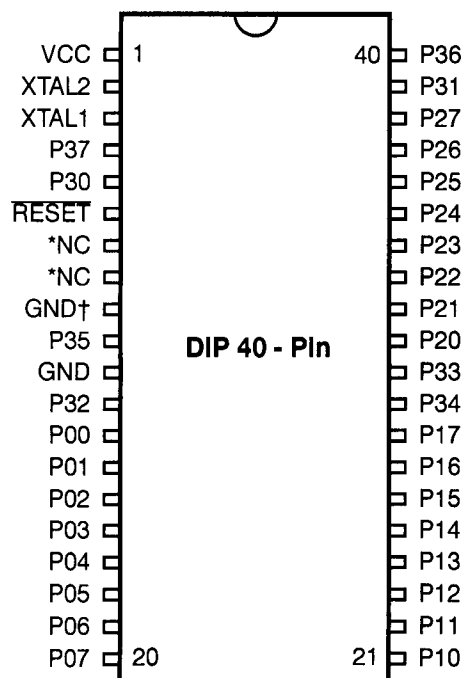 VCC 1 40 P36
XTAL2 P31
XTAL1 P27
P37 P26
P30 P25
RESET P24
*NC P23
*NC P22
GND† P21
P35 DIP 40 - Pin P20
GND P33
P32 P34
P00 P17
P01 P16
P02 P15
P03 P14
P04 P13
P05 P12
P06 P11
P07 20 21 P10